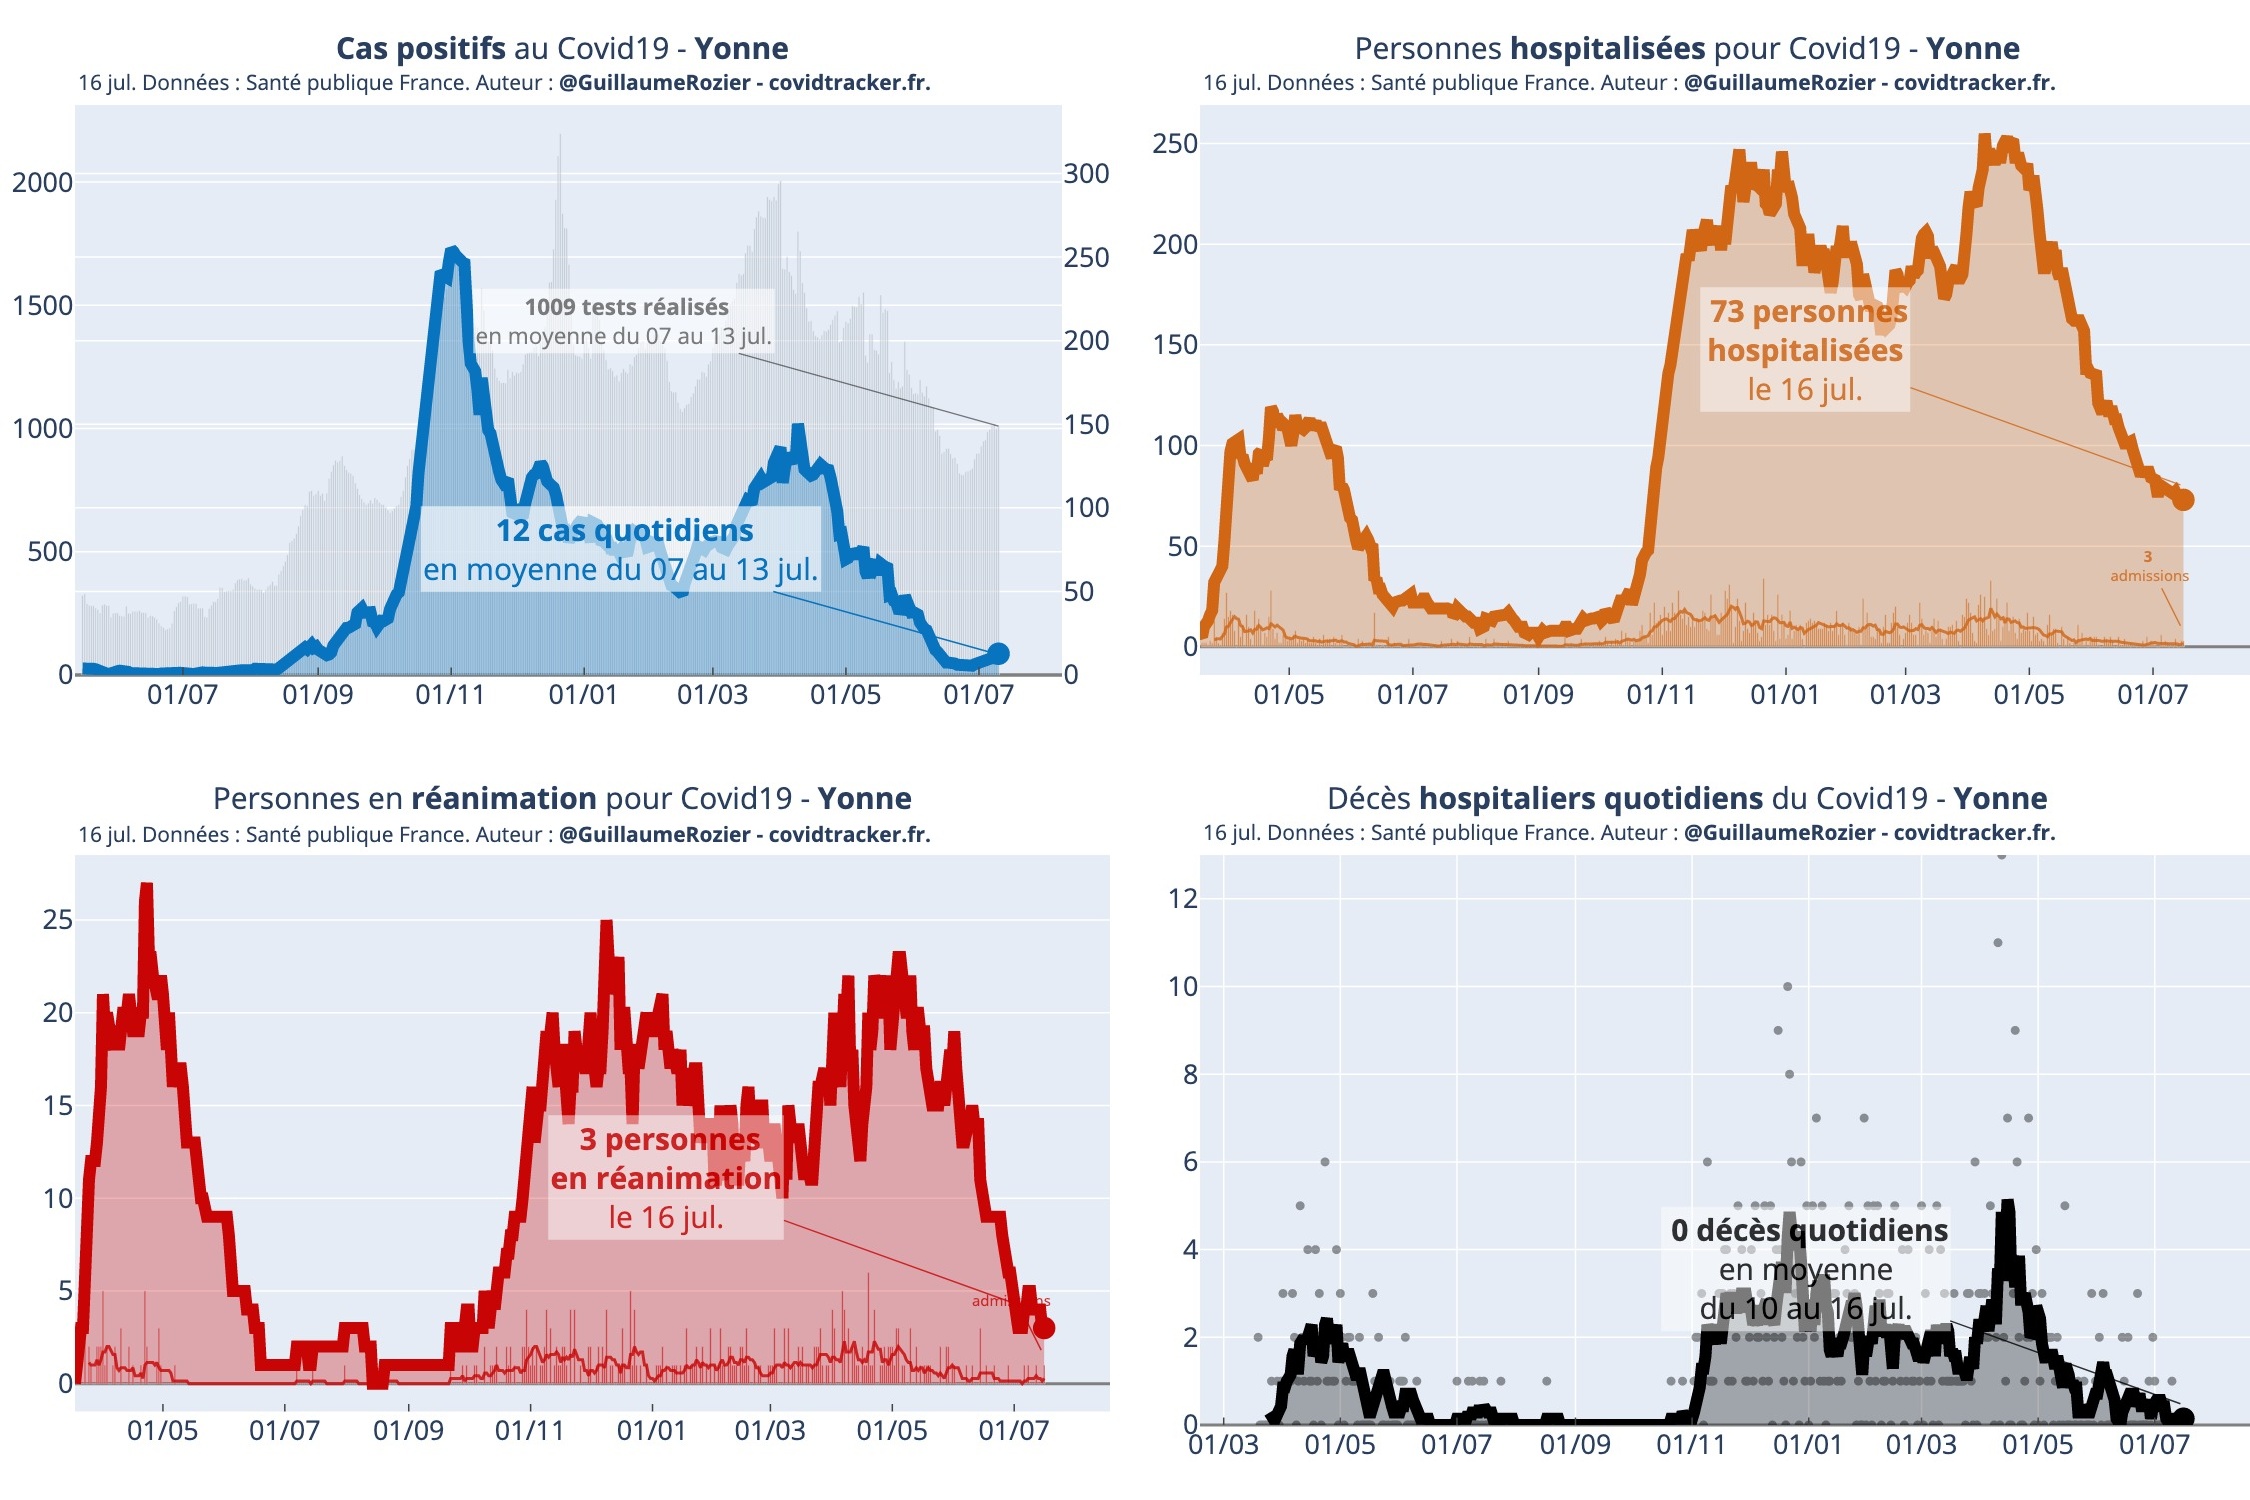 Cas positifs au Covid19 - Yonne
16 jul. Données : Santé publique France. Auteur : @GuillaumeRozier - covidtracker.fr.
2000
1500
1000
500
0
300
250
200
150
100
50
0
1009 tests réalisés
en moyenne du 07 au 13 jul.
12 cas quotidiens
en moyenne du 07 au 13 jul.
01/07 01/09 01/11 01/01 01/03 01/05 01/07
Personnes hospitalisées pour Covid19 - Yonne
16 jul. Données : Santé publique France. Auteur : @GuillaumeRozier - covidtracker.fr.
250
200
150
100
50
0
73 personnes
hospitalisées
le 16 jul.
3
admissions
01/05 01/07 01/09 01/11 01/01 01/03 01/05 01/07
Personnes en réanimation pour Covid19 - Yonne
16 jul. Données : Santé publique France. Auteur : @GuillaumeRozier - covidtracker.fr.
25
20
15
10
5
0
3 personnes
en réanimation
le 16 jul.
01/05 01/07 01/09 01/11 01/01 01/03 01/05 01/07
Décès hospitaliers quotidiens du Covid19 - Yonne
16 jul. Données : Santé publique France. Auteur : @GuillaumeRozier - covidtracker.fr.
12
10
8
6
4
2
0
0 décès quotidiens
en moyenne
du 10 au 16 jul.
01/03 01/05 01/07 01/09 01/11 01/01 01/03 01/05 01/07